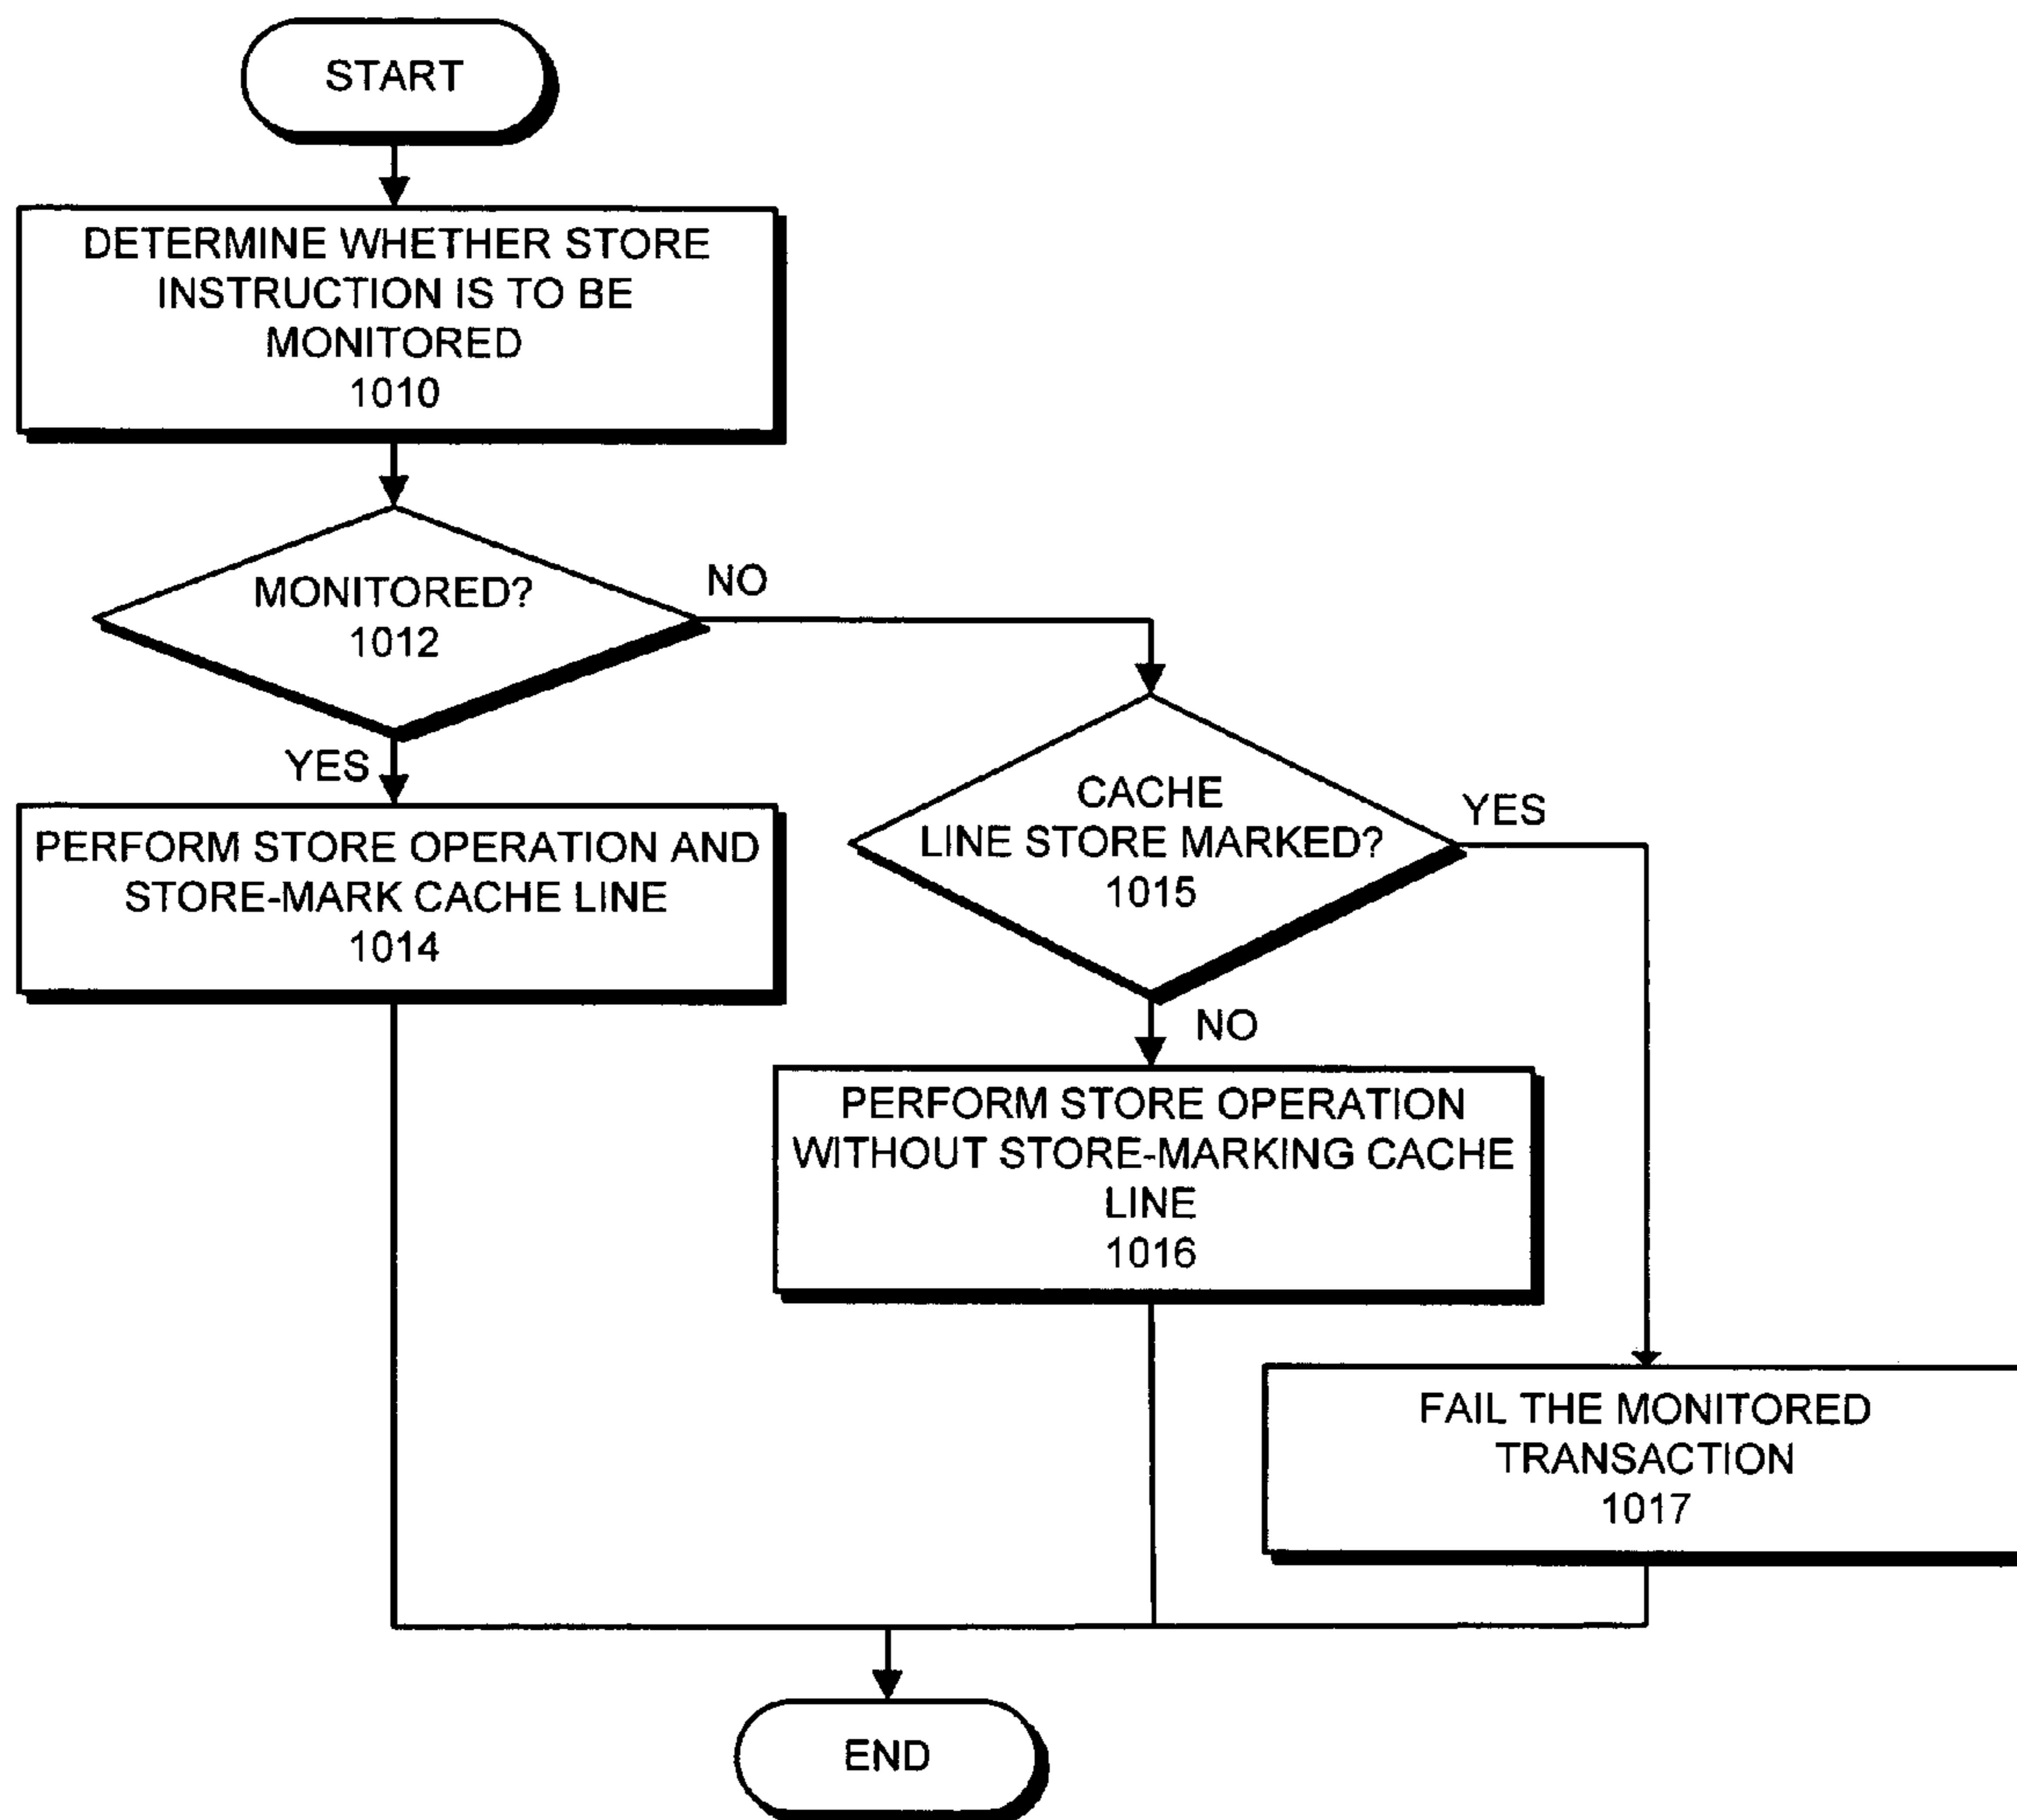 START
DETERMINE WHETHER STORE
INSTRUCTION IS TO BE
MONITORED
1010
MONITORED?
1012
NO
YES
PERFORM STORE OPERATION AND
STORE-MARK CACHE LINE
1014
CACHE
LINE STORE MARKED?
1015
YES
NO
PERFORM STORE OPERATION
WITHOUT STORE-MARKING CACHE
LINE
1016
FAIL THE MONITORED
TRANSACTION
1017
END